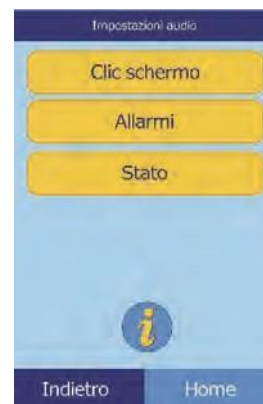 Impostazioni audio
Clic schermo
Allarmi
Stato
i
Indietro Home